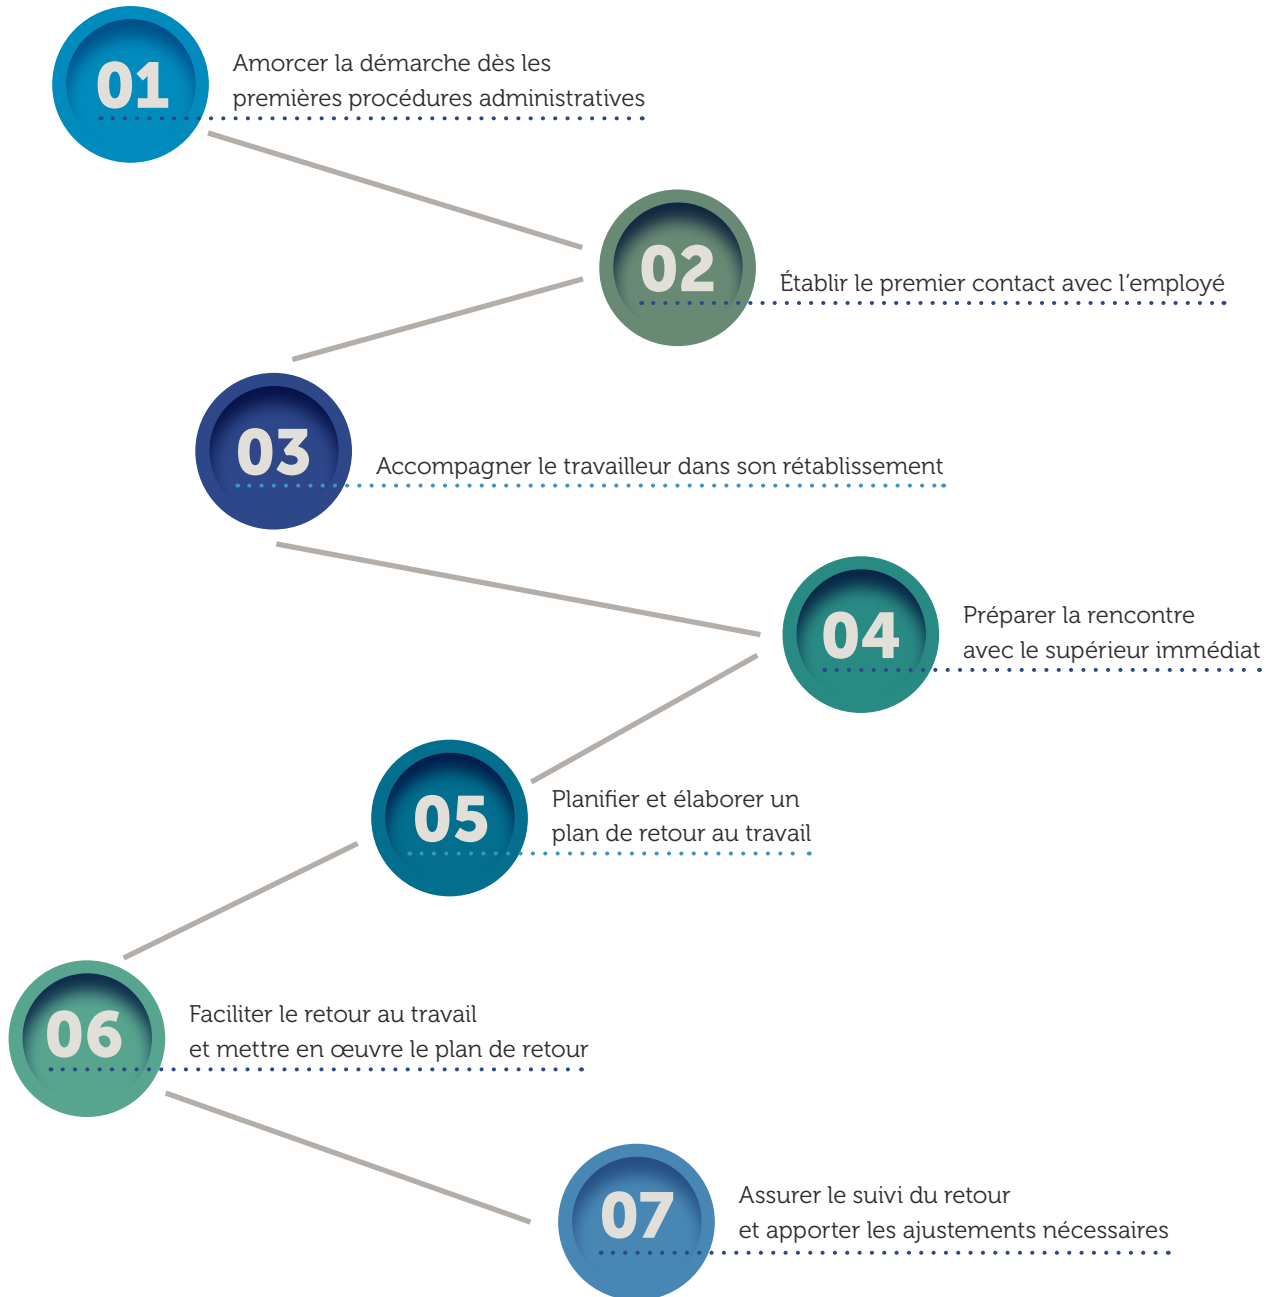 01
Amorcer la démarche dès les
premières procédures administratives
02
Établir le premier contact avec l’employé
03
Accompagner le travailleur dans son rétablissement
04
Préparer la rencontre
avec le supérieur immédiat
05
Planifier et élaborer un
plan de retour au travail
06
Faciliter le retour au travail
et mettre en œuvre le plan de retour
07
Assurer le suivi du retour
et apporter les ajustements nécessaires